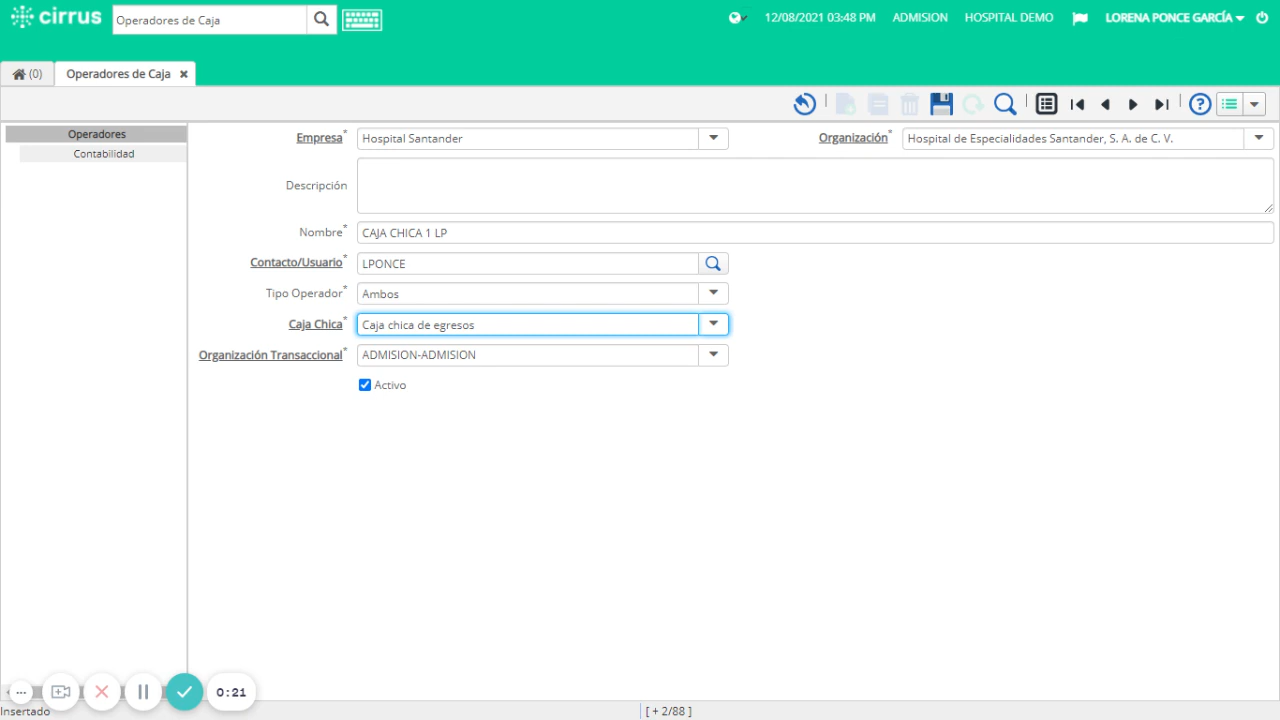 cirrus
Operadores de Caja
12/08/2021 03:48 PM ADMISION HOSPITAL DEMO LORENA PONCE GARCÍA
(0) Operadores de Caja
Operadores
Contabilidad
Empresa* Hospital Santander Organización* Hospital de Especialidades Santander, S. A. de C. V.
Descripción
Nombre* CAJA CHICA 1 LP
Contacto/Usuario* LPONCE
Tipo Operador* Ambos
Caja Chica* Caja chica de egresos
Organización Transaccional* ADMISION-ADMISION
Activo
0:21
Insertado [ + 2/88 ]